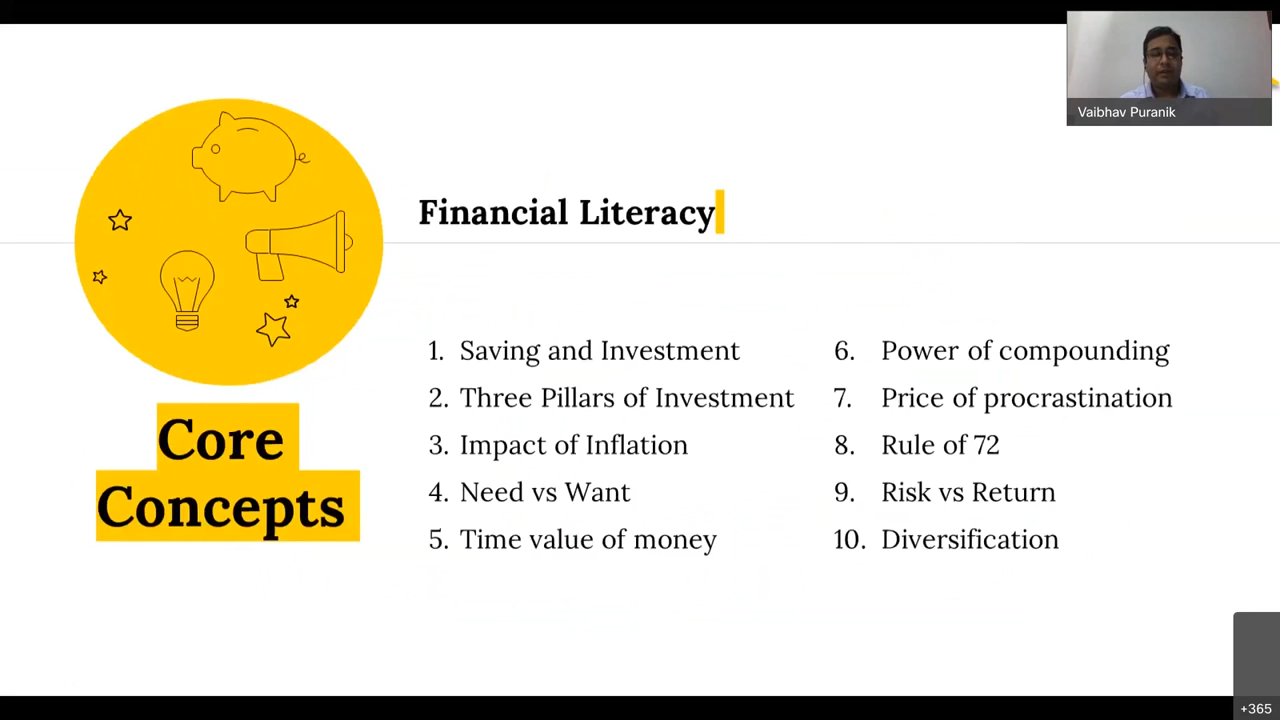 Vaibhav Puranik
Financial Literacy
Core
Concepts
1. Saving and Investment
2. Three Pillars of Investment
3. Impact of Inflation
4. Need vs Want
5. Time value of money
6. Power of compounding
7. Price of procrastination
8. Rule of 72
9. Risk vs Return
10. Diversification
+365